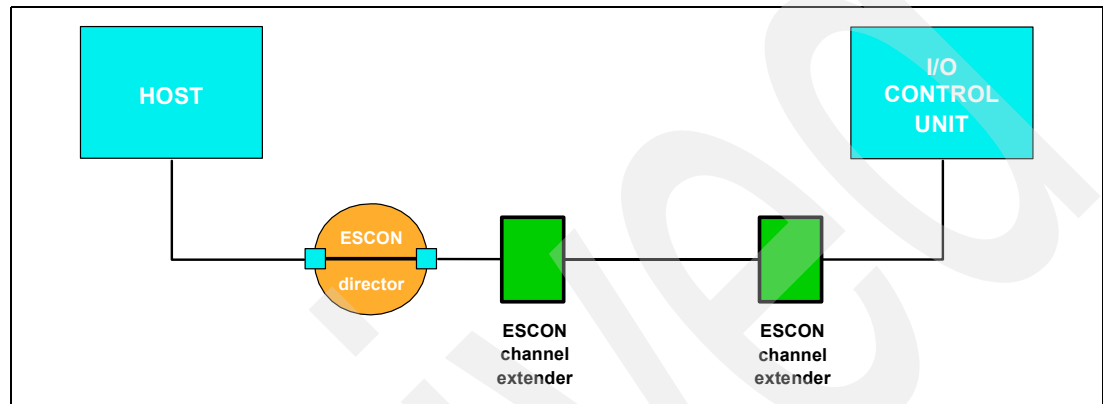 HOST
I/O
CONTROL
UNIT
ESCON
director
ESCON
channel
extender
ESCON
channel
extender